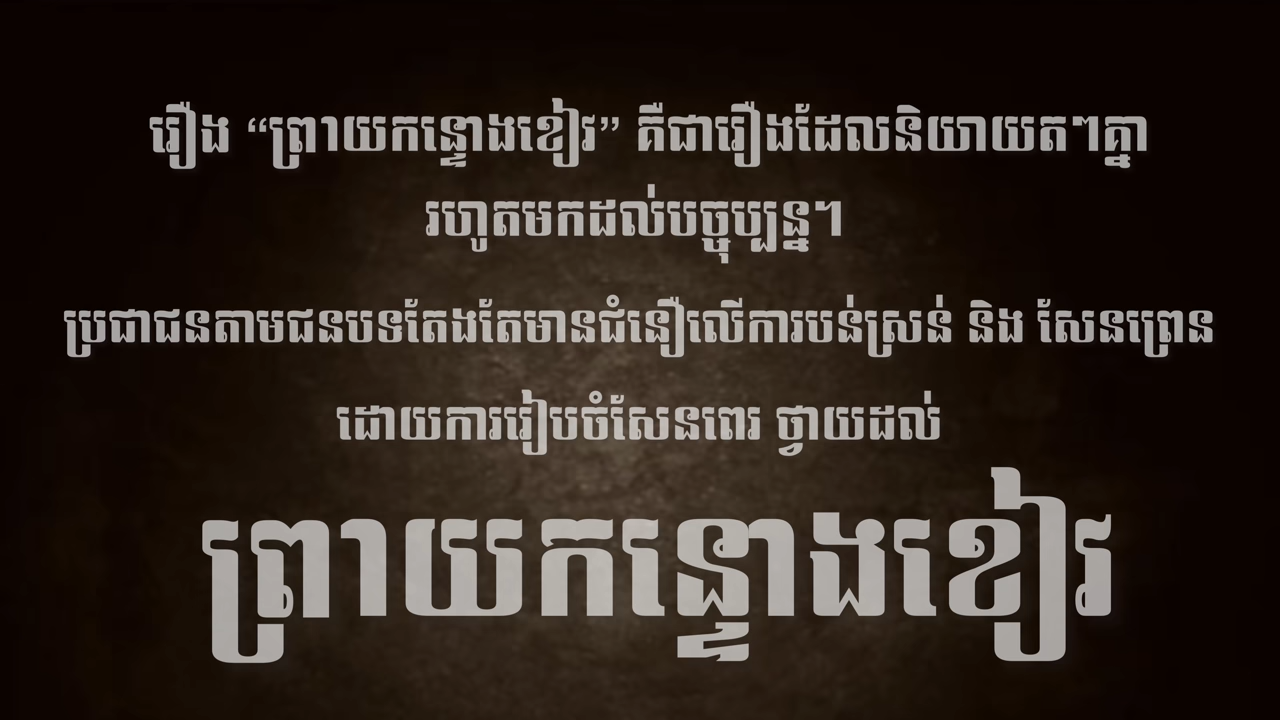 រឿង “ព្រាយកន្ទោងខៀវ” គឺជារឿងដែលនិយាយតៗគ្នា
រហូតមកដល់បច្ចុប្បន្ន។
ប្រជាជនតាមជនបទតែងតែមានជំនឿលើការបន់ស្រន់ និង សែនព្រេន
ដោយការរៀបចំសែនពេរ ថ្វាយដល់
ព្រាយកន្ទោងខៀវ